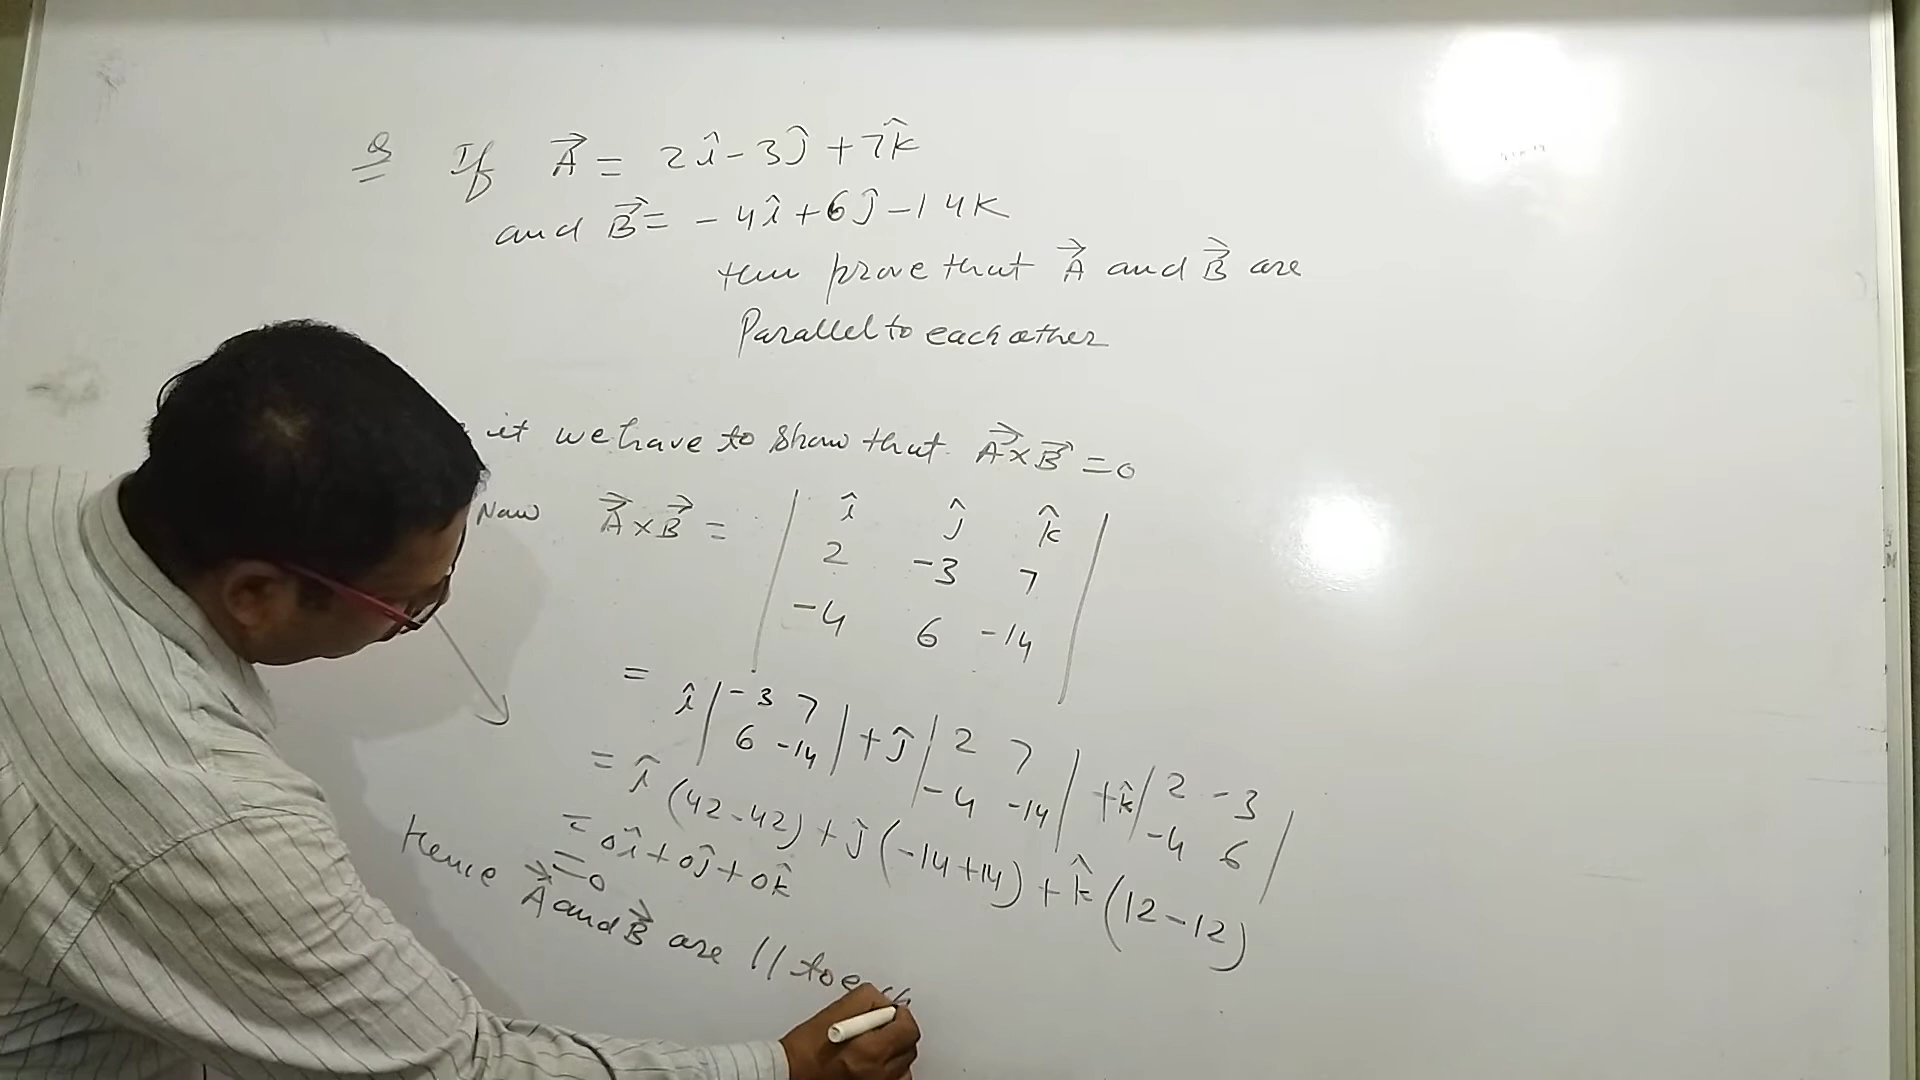 Q If A⃗ = 2î - 3ĵ + 7k̂
and B⃗ = - 4î + 6ĵ - 14k
then prove that A⃗ and B⃗ are
Parallel to each other
it we have to show that A⃗ × B⃗ = 0
Now A⃗ × B⃗ = | î ĵ k̂ |
2 -3 7
-4 6 -14
= î | -3 7 | + ĵ | 2 7 | + k̂ | 2 -3 |
6 -14 -4 -14 -4 6
= î (42-42) + ĵ (-14+14) + k̂ (12-12)
= 0î + 0ĵ + 0k̂
= 0
Hence A⃗ and B⃗ are || to each